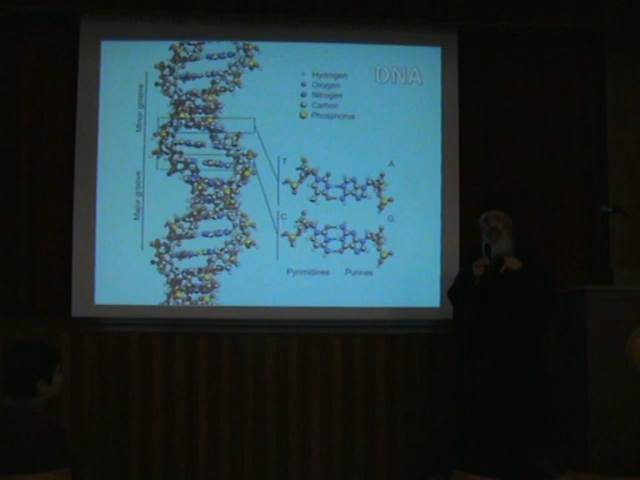 DNA
Hydrogen
Oxygen
Nitrogen
Carbon
Phosphorus
Minor groove
Major groove
T A
C G
Pyrimidines Purines